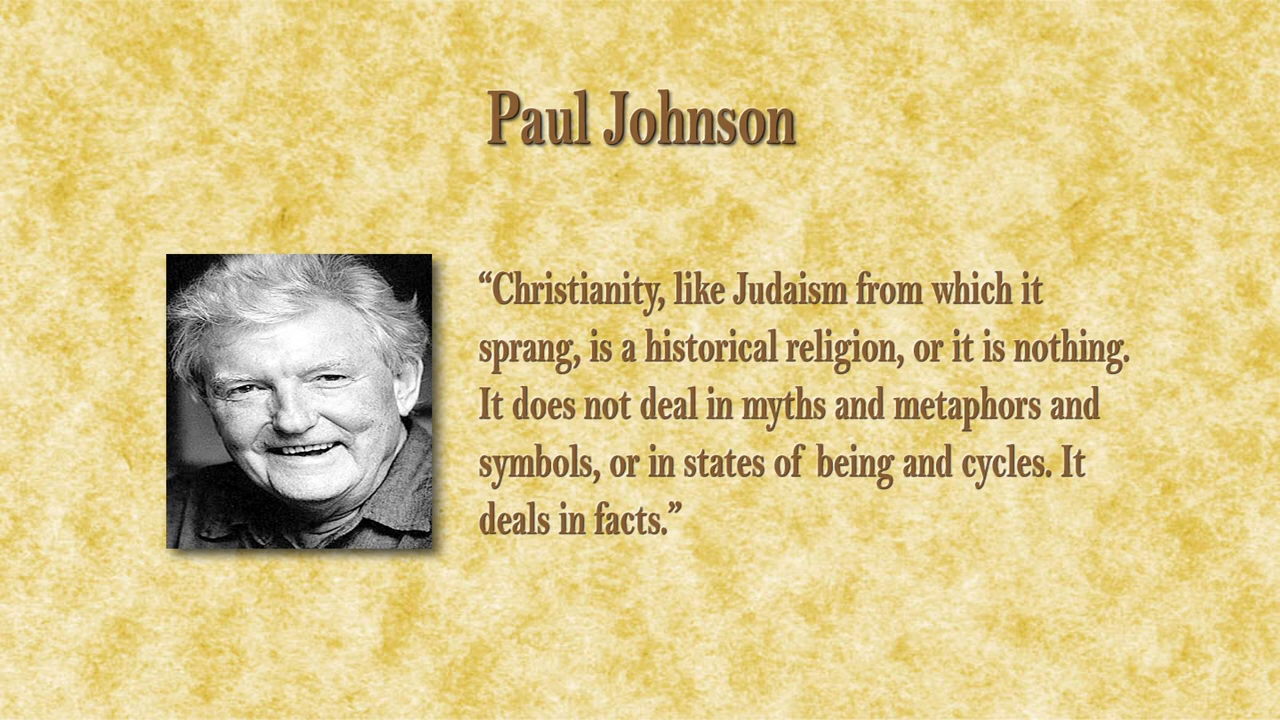 Paul Johnson
“Christianity, like Judaism from which it
sprang, is a historical religion, or it is nothing.
It does not deal in myths and metaphors and
symbols, or in states of being and cycles. It
deals in facts.”